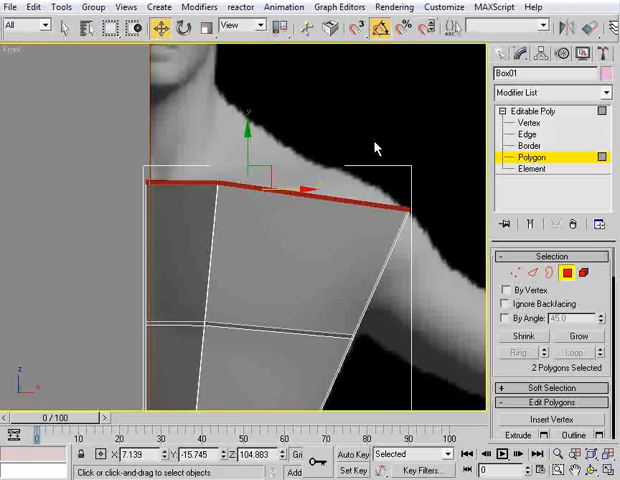 File Edit Tools Group Views Create Modifiers reactor Animation Graph Editors Rendering Customize MAXScript Help
All View
Front
Box01
Modifier List
Editable Poly
Vertex
Edge
Border
Polygon
Element
- Selection
By Vertex
Ignore Backfacing
By Angle: 45.0
Shrink Grow
Ring Loop
2 Polygons Selected
+ Soft Selection
- Edit Polygons
Insert Vertex
Extrude Outline
y
z
x
0 / 100
0 10 20 30 40 50 60 70 80 90 100
X: 7.139 Y: -15.745 Z: 104.883 Auto Key Selected
Click or click-and-drag to select objects Set Key Key Filters... 0